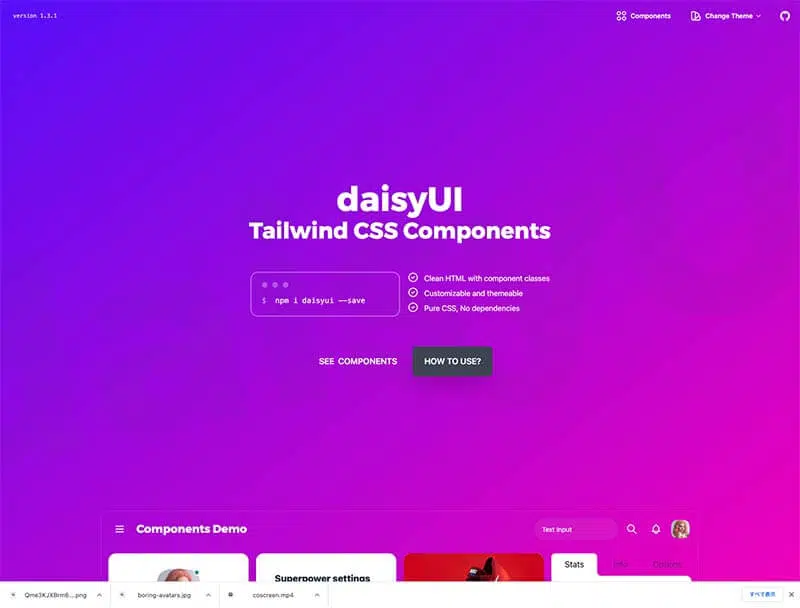 version 1.3.1
Components
Change Theme
daisyUI
Tailwind CSS Components
$ npm i daisyui --save
Clean HTML with component classes
Customizable and themeable
Pure CSS, No dependencies
SEE COMPONENTS
HOW TO USE?
Components Demo
Text Input
Superpower settings
Stats
Info
Options
boring-avatars.jpg
coscreen.mp4
すべて表示